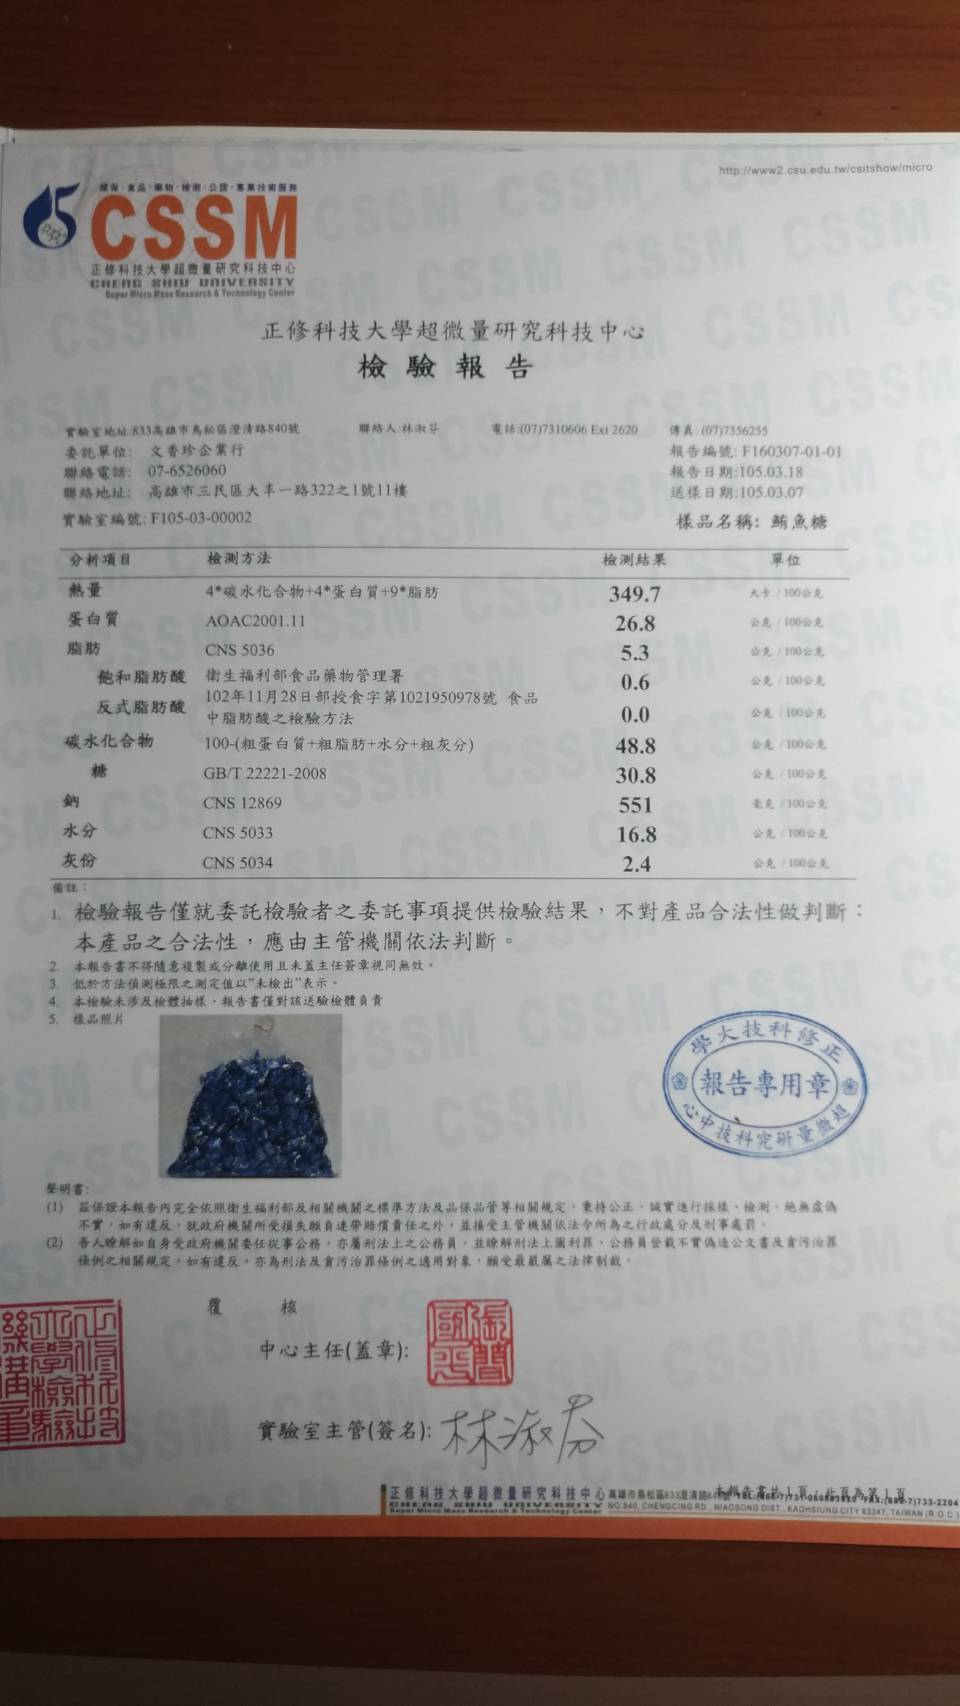 http://www2.csu.edu.tw/csitshow/micro
環保‧食品‧藥物‧檢測‧公證‧專業技術服務
CSSM
正修科技大學超微量研究科技中心
CHENG SHIU UNIVERSITY
Super Micro Mass Research & Technology Center
正修科技大學超微量研究科技中心
檢驗報告
實驗室地址:833高雄市鳥松區澄清路840號 聯絡人:林淑芬 電話:(07)7310606 Ext 2620 傳真: (07)7356255
委託單位: 文香珍企業行 報告編號: F160307-01-01
聯絡電話: 07-6526060 報告日期:105.03.18
聯絡地址: 高雄市三民區大丰一路322之1號11樓 送樣日期:105.03.07
實驗室編號: F105-03-00002 樣品名稱: 鮪魚糖
分析項目 檢測方法 檢測結果 單位
熱量 4*碳水化合物+4*蛋白質+9*脂肪 349.7 大卡 / 100公克
蛋白質 AOAC2001.11 26.8 公克 / 100公克
脂肪 CNS 5036 5.3 公克 / 100公克
飽和脂肪酸 衛生福利部食品藥物管理署 0.6 公克 / 100公克
反式脂肪酸 102年11月28日部授食字第1021950978號 食品 0.0 公克 / 100公克
中脂肪酸之檢驗方法
碳水化合物 100-(粗蛋白質+粗脂肪+水分+粗灰分) 48.8 公克 / 100公克
糖 GB/T 22221-2008 30.8 公克 / 100公克
鈉 CNS 12869 551 毫克 / 100公克
水分 CNS 5033 16.8 公克 / 100公克
灰份 CNS 5034 2.4 公克 / 100公克
備註：
1. 檢驗報告僅就委託檢驗者之委託事項提供檢驗結果，不對產品合法性做判斷：
本產品之合法性，應由主管機關依法判斷。
2. 本報告書不得隨意複製或分離使用且未蓋主任簽章視同無效。
3. 低於方法偵測極限之測定值以"未檢出"表示。
4. 本檢驗未涉及檢體抽樣、報告書僅對該送驗檢體負責
5. 樣品照片
正修科技大學
報告專用章
超微量研究科技中心
聲明書:
(1) 茲保證本報告內完全依照衛生福利部及相關機關之標準方法及品保品管等相關規定，秉持公正、誠實進行採樣、檢測。絕無虛偽
不實，如有違反，就政府機關所受損失願負連帶賠償責任之外，並接受主管機關依法令所為之行政處分及刑事處罰。
(2) 吾人瞭解如自身受政府機關委任從事公務，亦屬刑法上之公務員，並瞭解刑法上圖利罪、公務員登載不實偽造公文書及貪污治罪
條例之相關規定，如有違反，亦為刑法及貪污治罪條例之適用對象，願受最嚴厲之法律制裁。
覆 核
中心主任(蓋章):
實驗室主管(簽名): 林淑芬
正修科技大學超微量研究科技中心
CHENG SHIU UNIVERSITY
Super Micro Mass Research & Technology Center
本報告書共 1 頁，此頁為第 1 頁
NO.840, CHENGCING RD., NIAOSONG DIST., KAOHSIUNG CITY 83347, TAIWAN (R.O.C.)